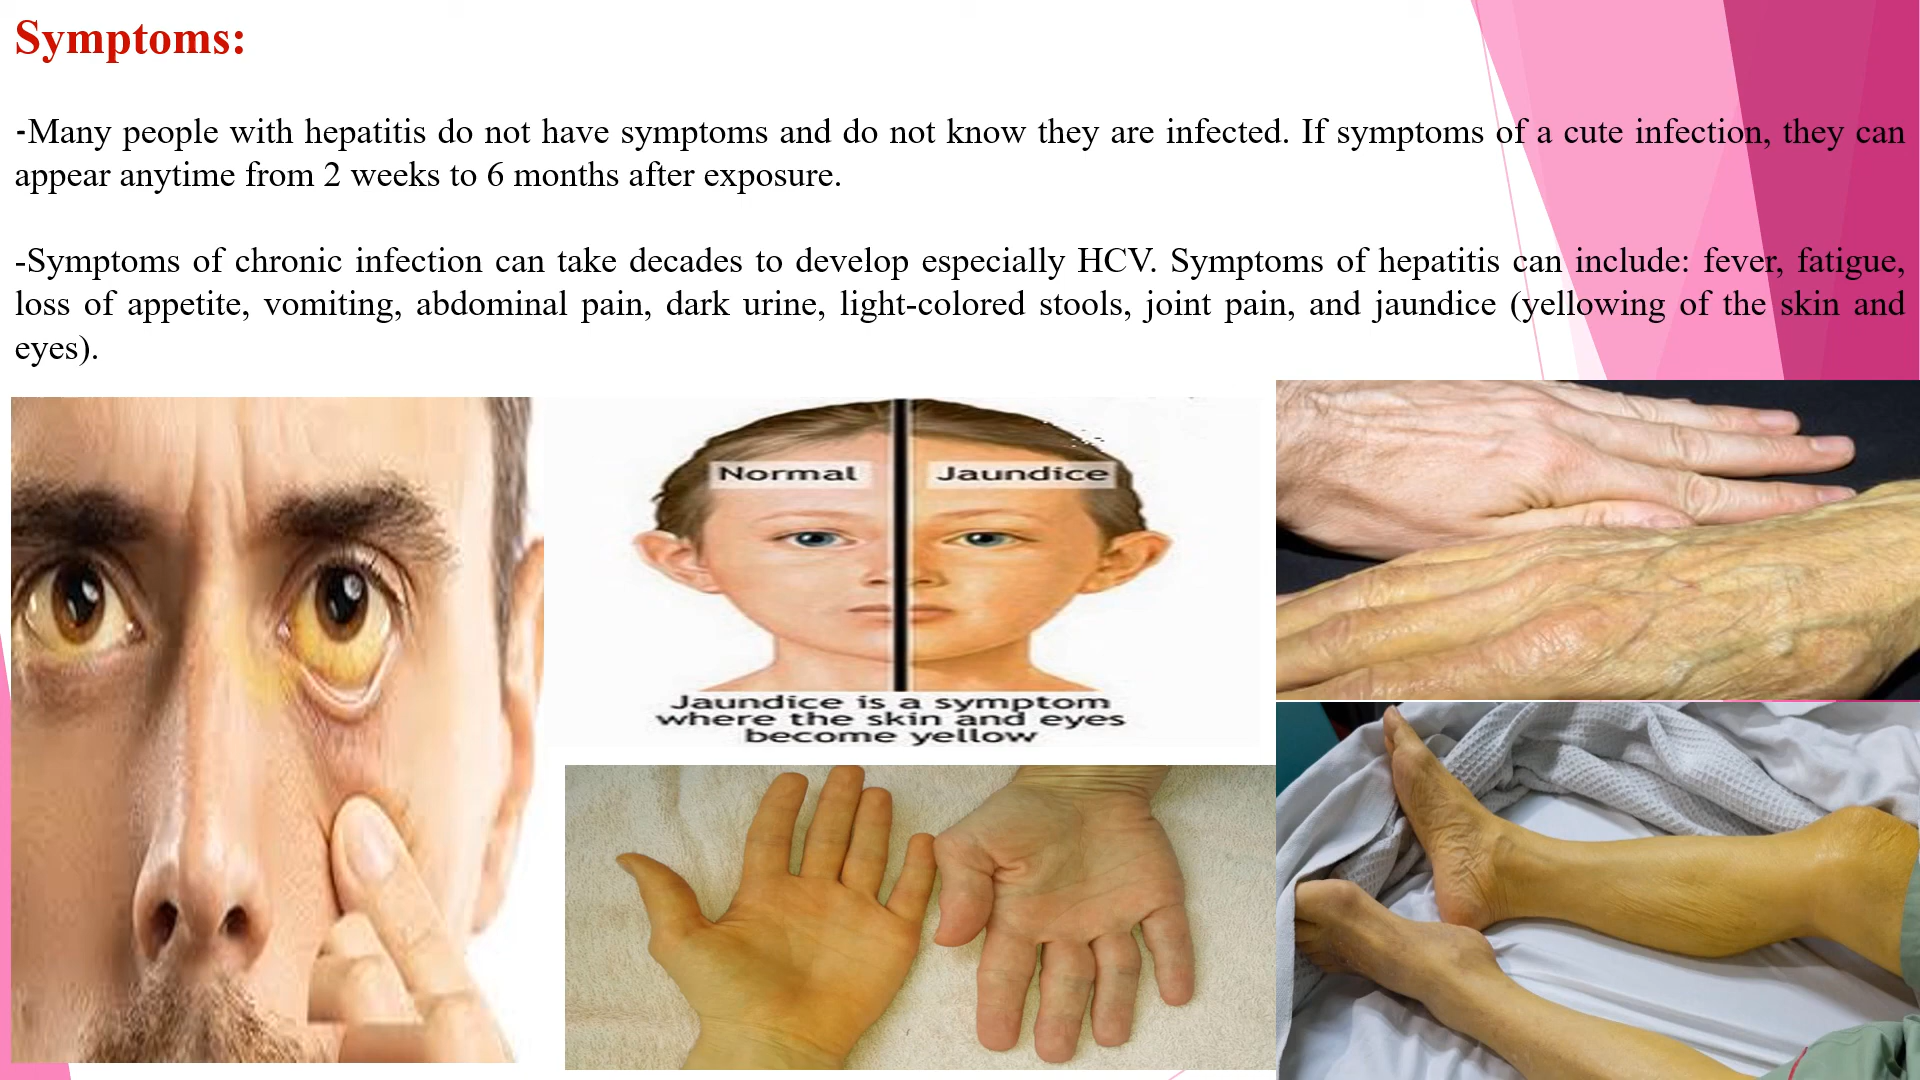 Symptoms:
-Many people with hepatitis do not have symptoms and do not know they are infected. If symptoms of a cute infection, they can
appear anytime from 2 weeks to 6 months after exposure.
-Symptoms of chronic infection can take decades to develop especially HCV. Symptoms of hepatitis can include: fever, fatigue,
loss of appetite, vomiting, abdominal pain, dark urine, light-colored stools, joint pain, and jaundice (yellowing of the skin and
eyes).
Normal
Jaundice
Jaundice is a symptom
where the skin and eyes
become yellow